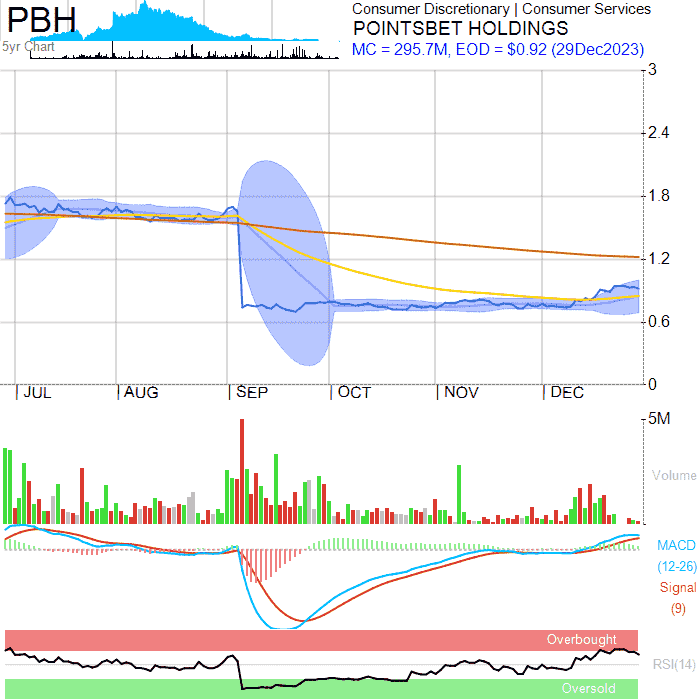 PBH
Consumer Discretionary | Consumer Services
POINTSBET HOLDINGS
5yr Chart
MC = 295.7M, EOD = $0.92 (29Dec2023)
3
2.4
1.8
1.2
0.6
0
JUL AUG SEP OCT NOV DEC
5M
Volume
MACD
(12-26)
Signal
(9)
Overbought
RSI(14)
Oversold